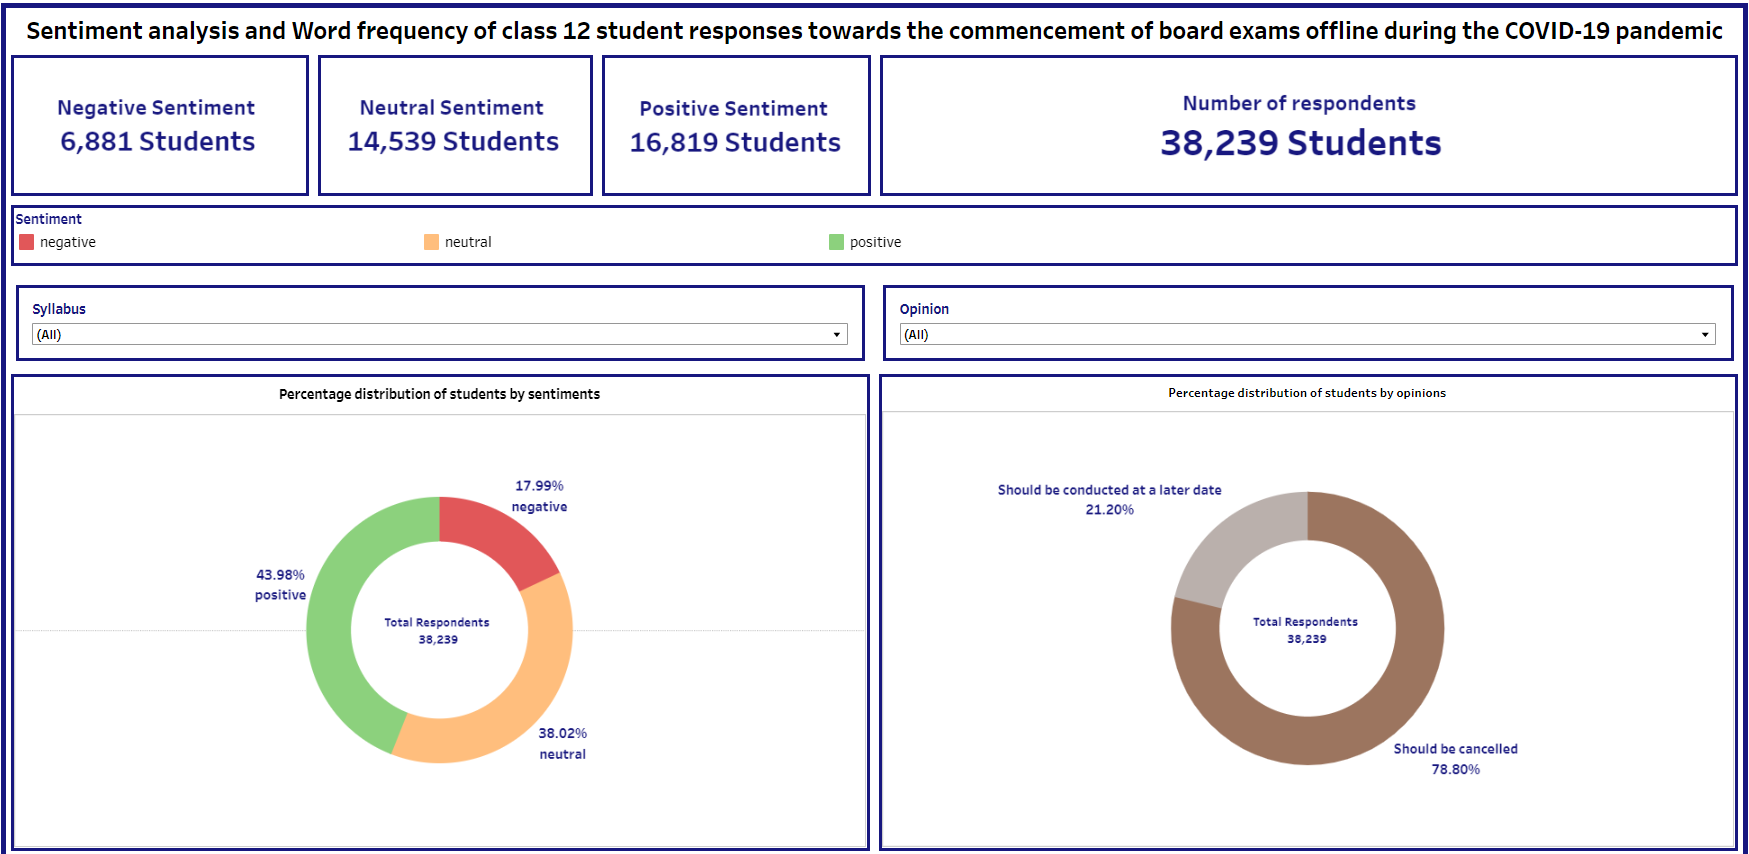 Sentiment analysis and Word frequency of class 12 student responses towards the commencement of board exams offline during the COVID-19 pandemic
Negative Sentiment
6,881 Students
Neutral Sentiment
14,539 Students
Positive Sentiment
16,819 Students
Number of respondents
38,239 Students
Sentiment
negative
neutral
positive
Syllabus
(All)
Opinion
(All)
Percentage distribution of students by sentiments
17.99%
negative
43.98%
positive
Total Respondents
38,239
38.02%
neutral
Percentage distribution of students by opinions
Should be conducted at a later date
21.20%
Total Respondents
38,239
Should be cancelled
78.80%